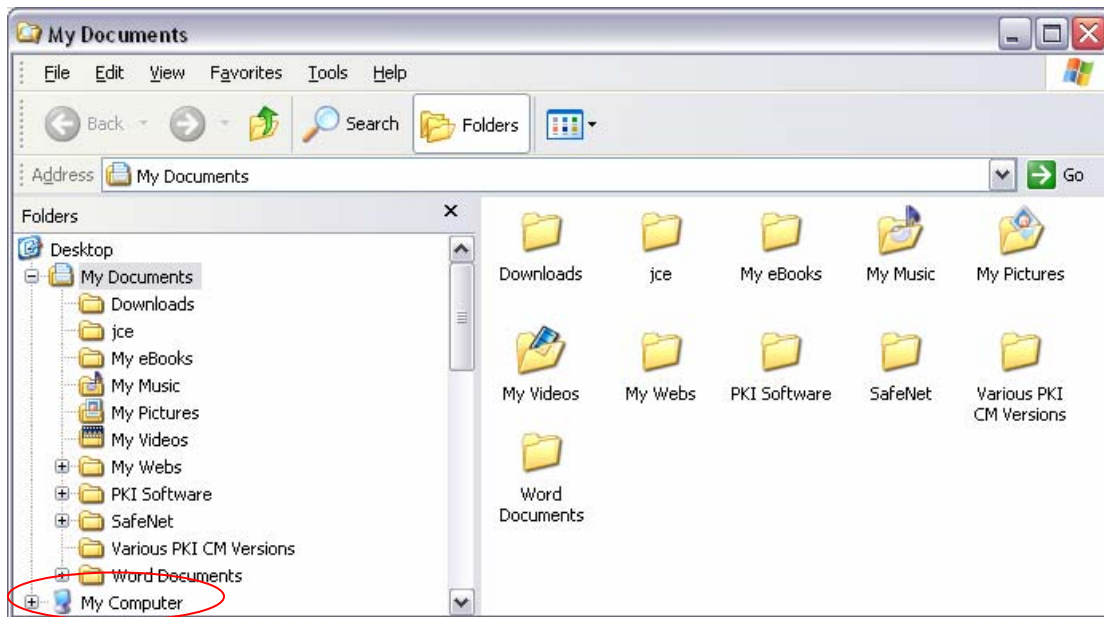 My Documents
File Edit View Favorites Tools Help
Back Search Folders
Address My Documents Go
Folders
Desktop
My Documents
Downloads
jce
My eBooks
My Music
My Pictures
My Videos
My Webs
PKI Software
SafeNet
Various PKI CM Versions
Word Documents
My Computer
Downloads jce My eBooks My Music My Pictures
My Videos My Webs PKI Software SafeNet Various PKI
CM Versions
Word
Documents